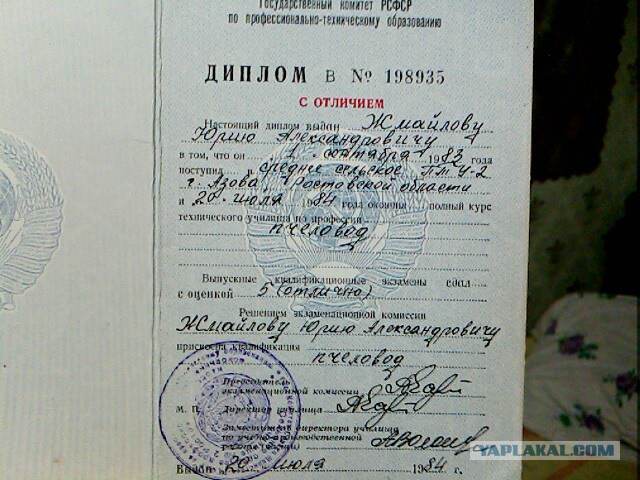 Государственный комитет РСФСР
по профессионально-техническому образованию
ДИПЛОМ В № 198935
С ОТЛИЧИЕМ
Настоящий диплом выдан Жмайлову
Юрию Александровичу
в том, что он 1 сентября 1983 года
поступил в среднее сельское ПТУ-2
г. Азова Ростовской области
и 20 июля 1984 года окончил полный курс
технического училища по профессии
пчеловод
Выпускные квалификационные экзамены сдал
с оценкой 5 (отлично)
Решением экзаменационной комиссии
Жмайлову Юрию Александровичу
присвоена квалификация
пчеловод
Председатель
экзаменационной комиссии
М. П. Директор училища
Заместитель директора училища
по учебно-производственной
работе
Выдан 20 июля 1984 г.
YAPLAKAL.COM